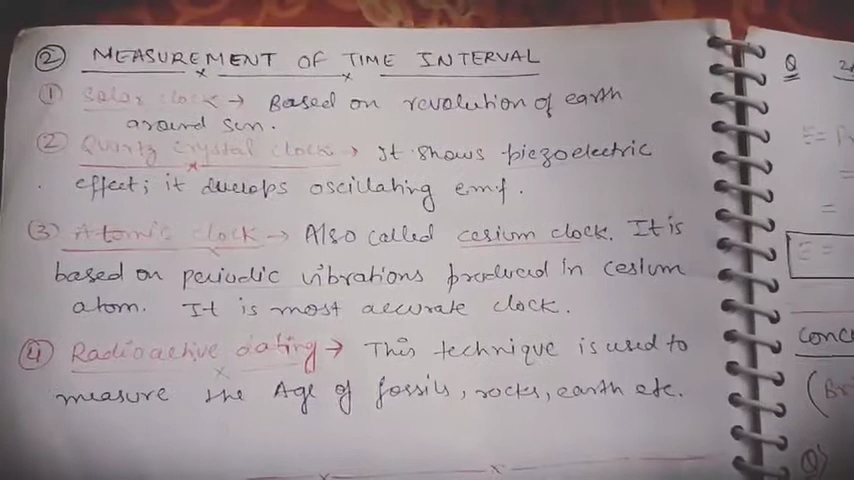 ② MEASUREMENT OF TIME INTERVAL
① Solar clock → Based on revolution of earth
around sun.
② Quartz crystal clock → It shows piezoelectric
effect; it develops oscillating emf.
③ Atomic clock → Also called cesium clock. It is
based on periodic vibrations produced in cesium
atom. It is most accurate clock.
④ Radioactive dating → This technique is used to
measure the Age of fossils, rocks, earth etc.
Q
E =
=
=
E =
Conce
(Br
Q)